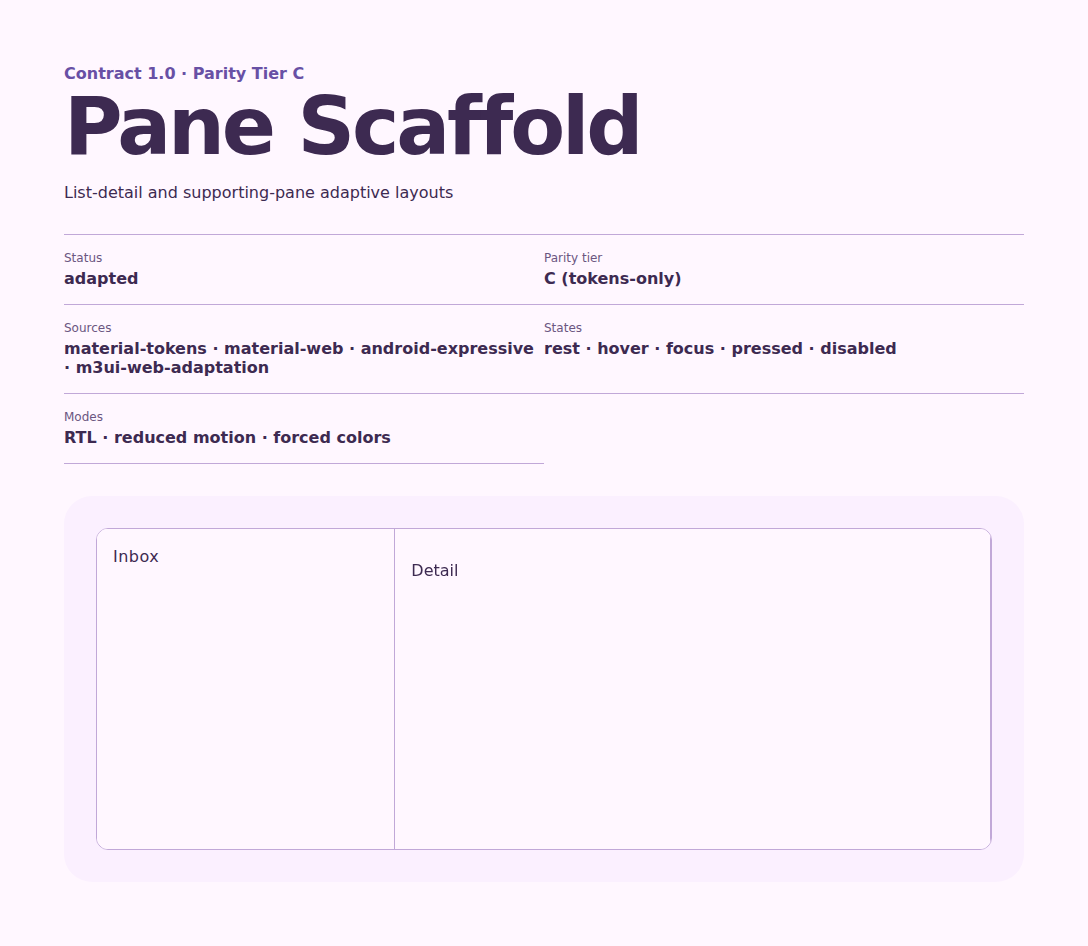 Contract 1.0 · Parity Tier C
Pane Scaffold
List-detail and supporting-pane adaptive layouts
Status
adapted
Parity tier
C (tokens-only)
Sources
material-tokens · material-web · android-expressive
· m3ui-web-adaptation
States
rest · hover · focus · pressed · disabled
Modes
RTL · reduced motion · forced colors
Inbox
Detail